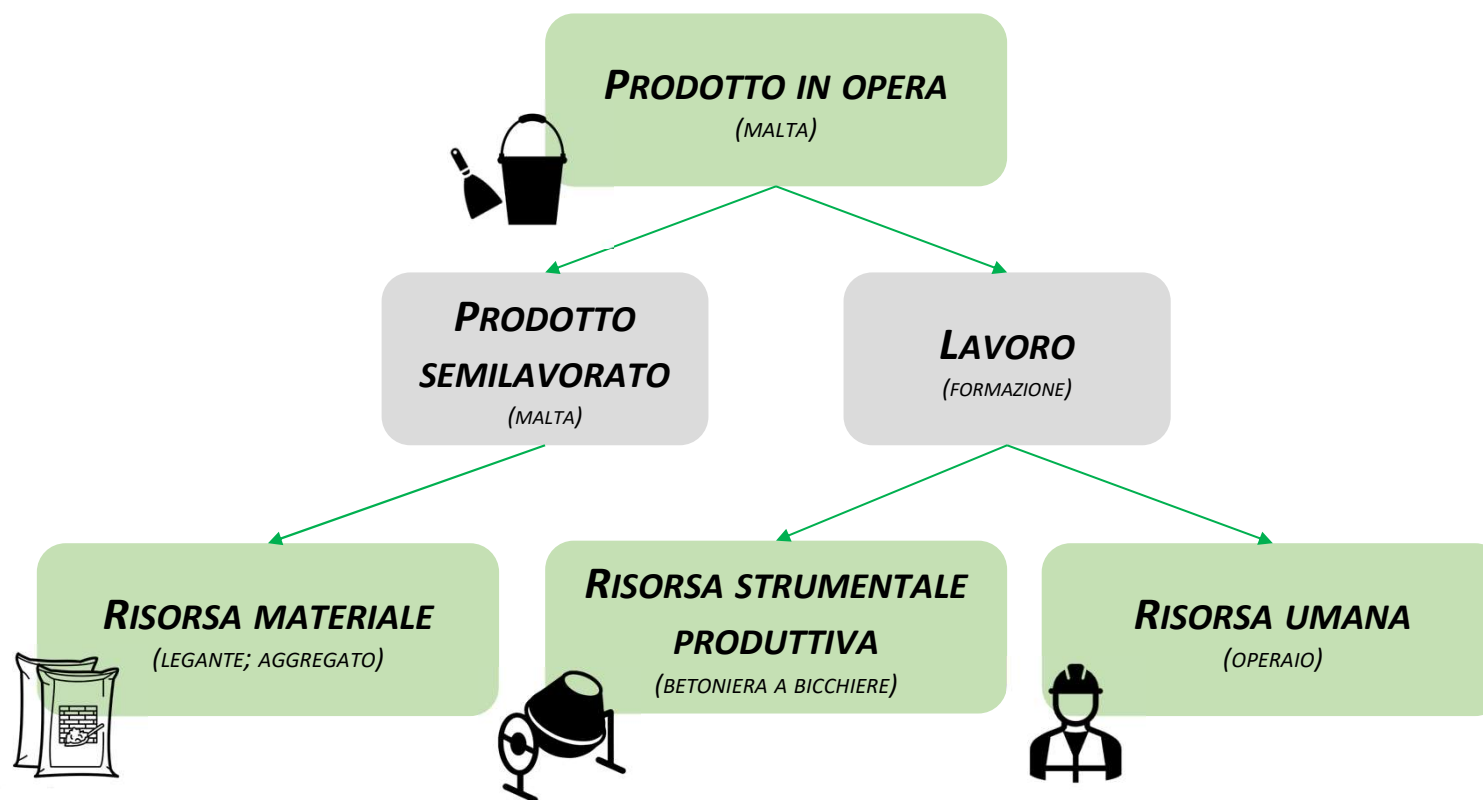 PRODOTTO IN OPERA
(MALTA)
PRODOTTO
SEMILAVORATO
(MALTA)
LAVORO
(FORMAZIONE)
RISORSA MATERIALE
(LEGANTE; AGGREGATO)
RISORSA STRUMENTALE
PRODUTTIVA
(BETONIERA A BICCHIERE)
RISORSA UMANA
(OPERAIO)